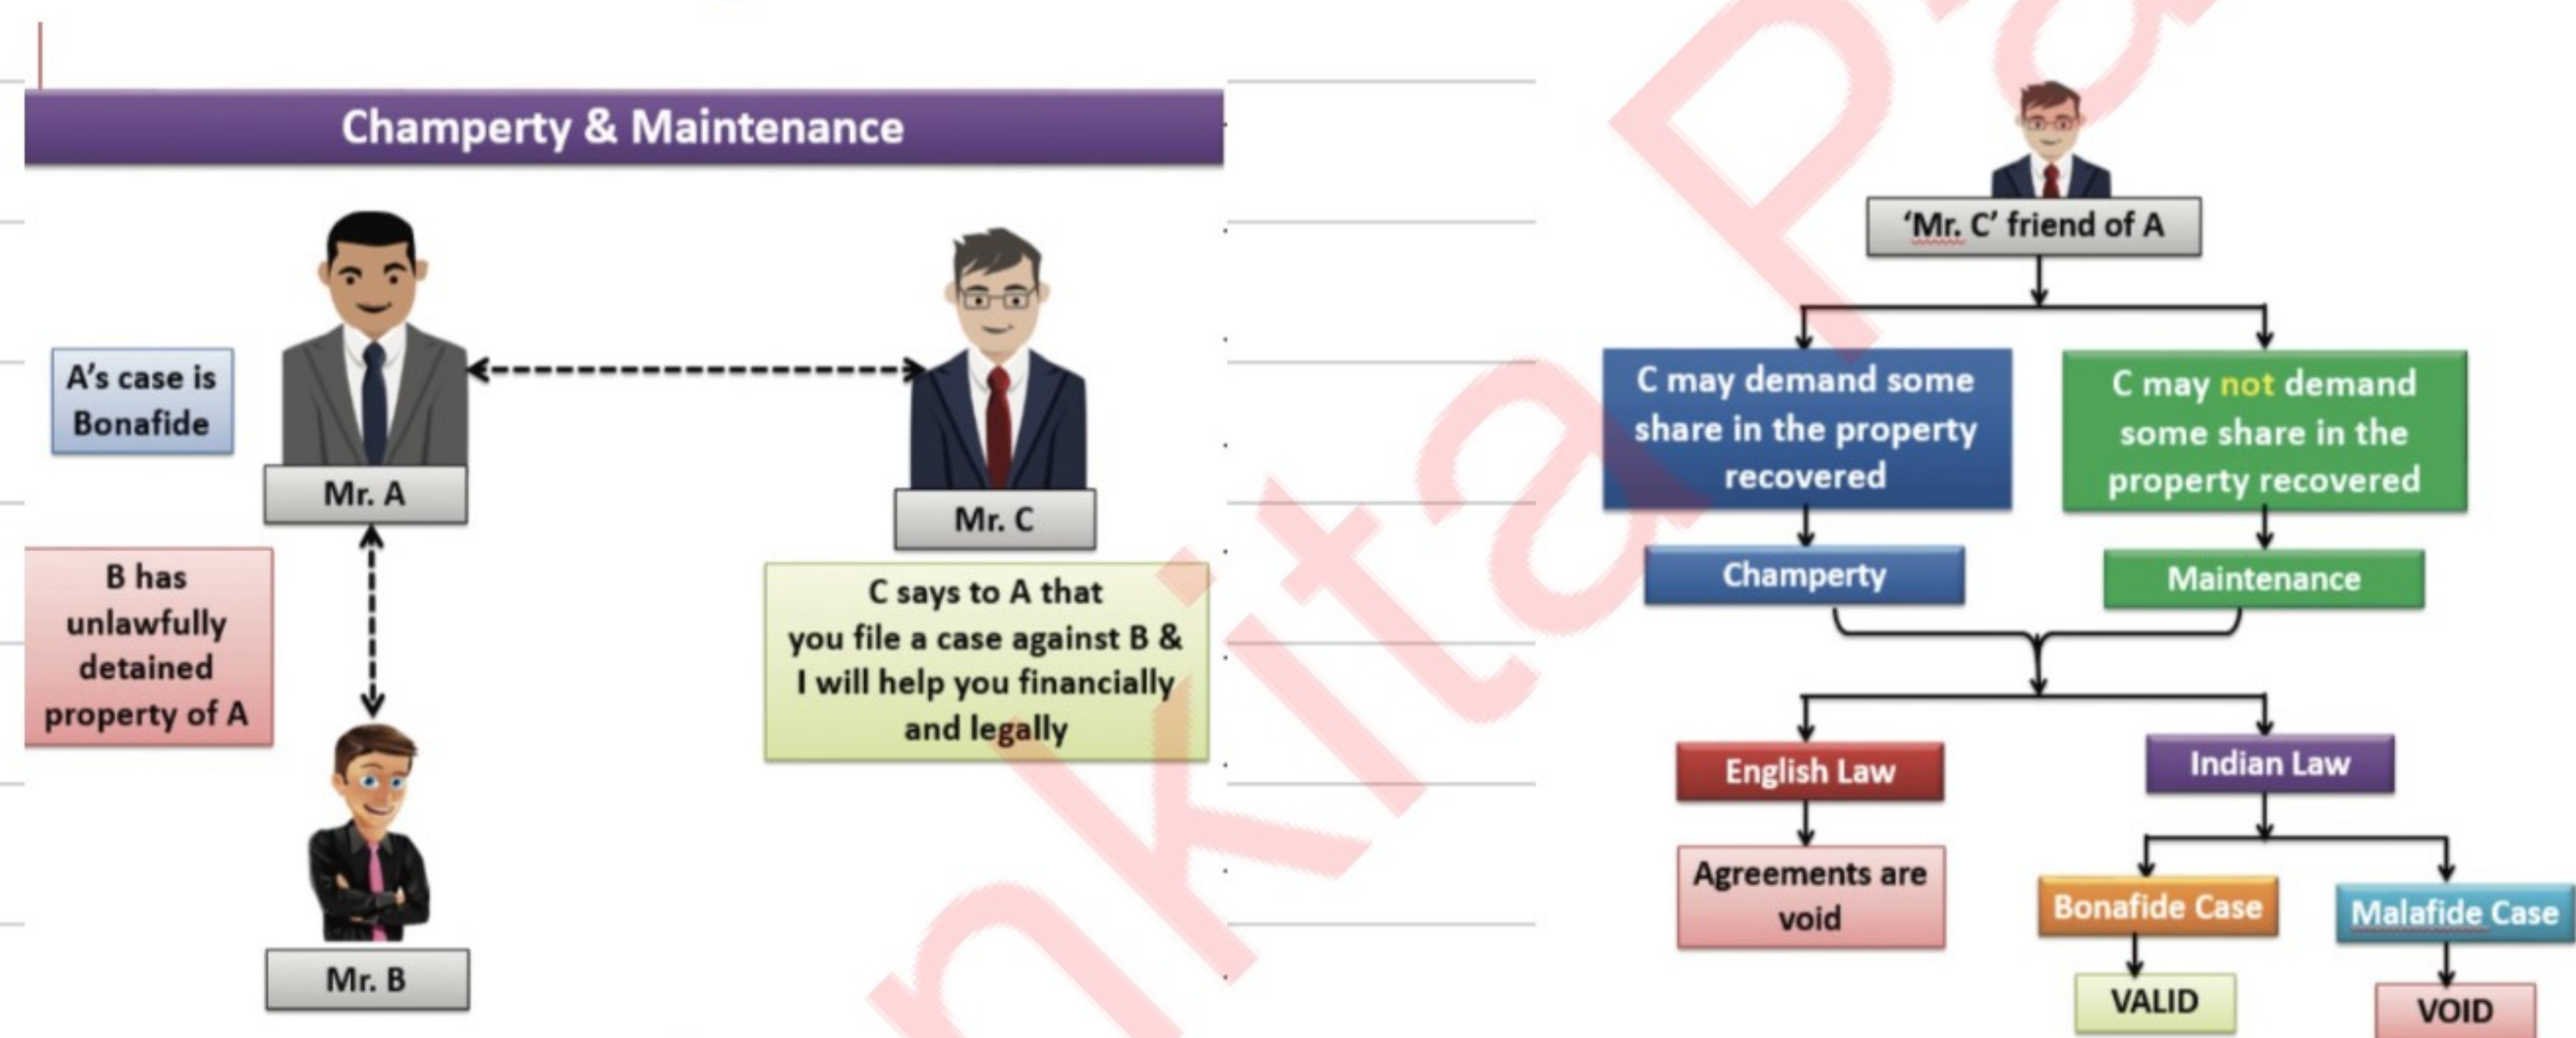 Champerty & Maintenance
A's case is
Bonafide
Mr. A
Mr. C
B has
unlawfully
detained
property of A
C says to A that
you file a case against B &
I will help you financially
and legally
Mr. B
'Mr. C' friend of A
C may demand some
share in the property
recovered
C may not demand
some share in the
property recovered
Champerty
Maintenance
English Law
Indian Law
Agreements are
void
Bonafide Case
Malafide Case
VALID
VOID
nkita Pa